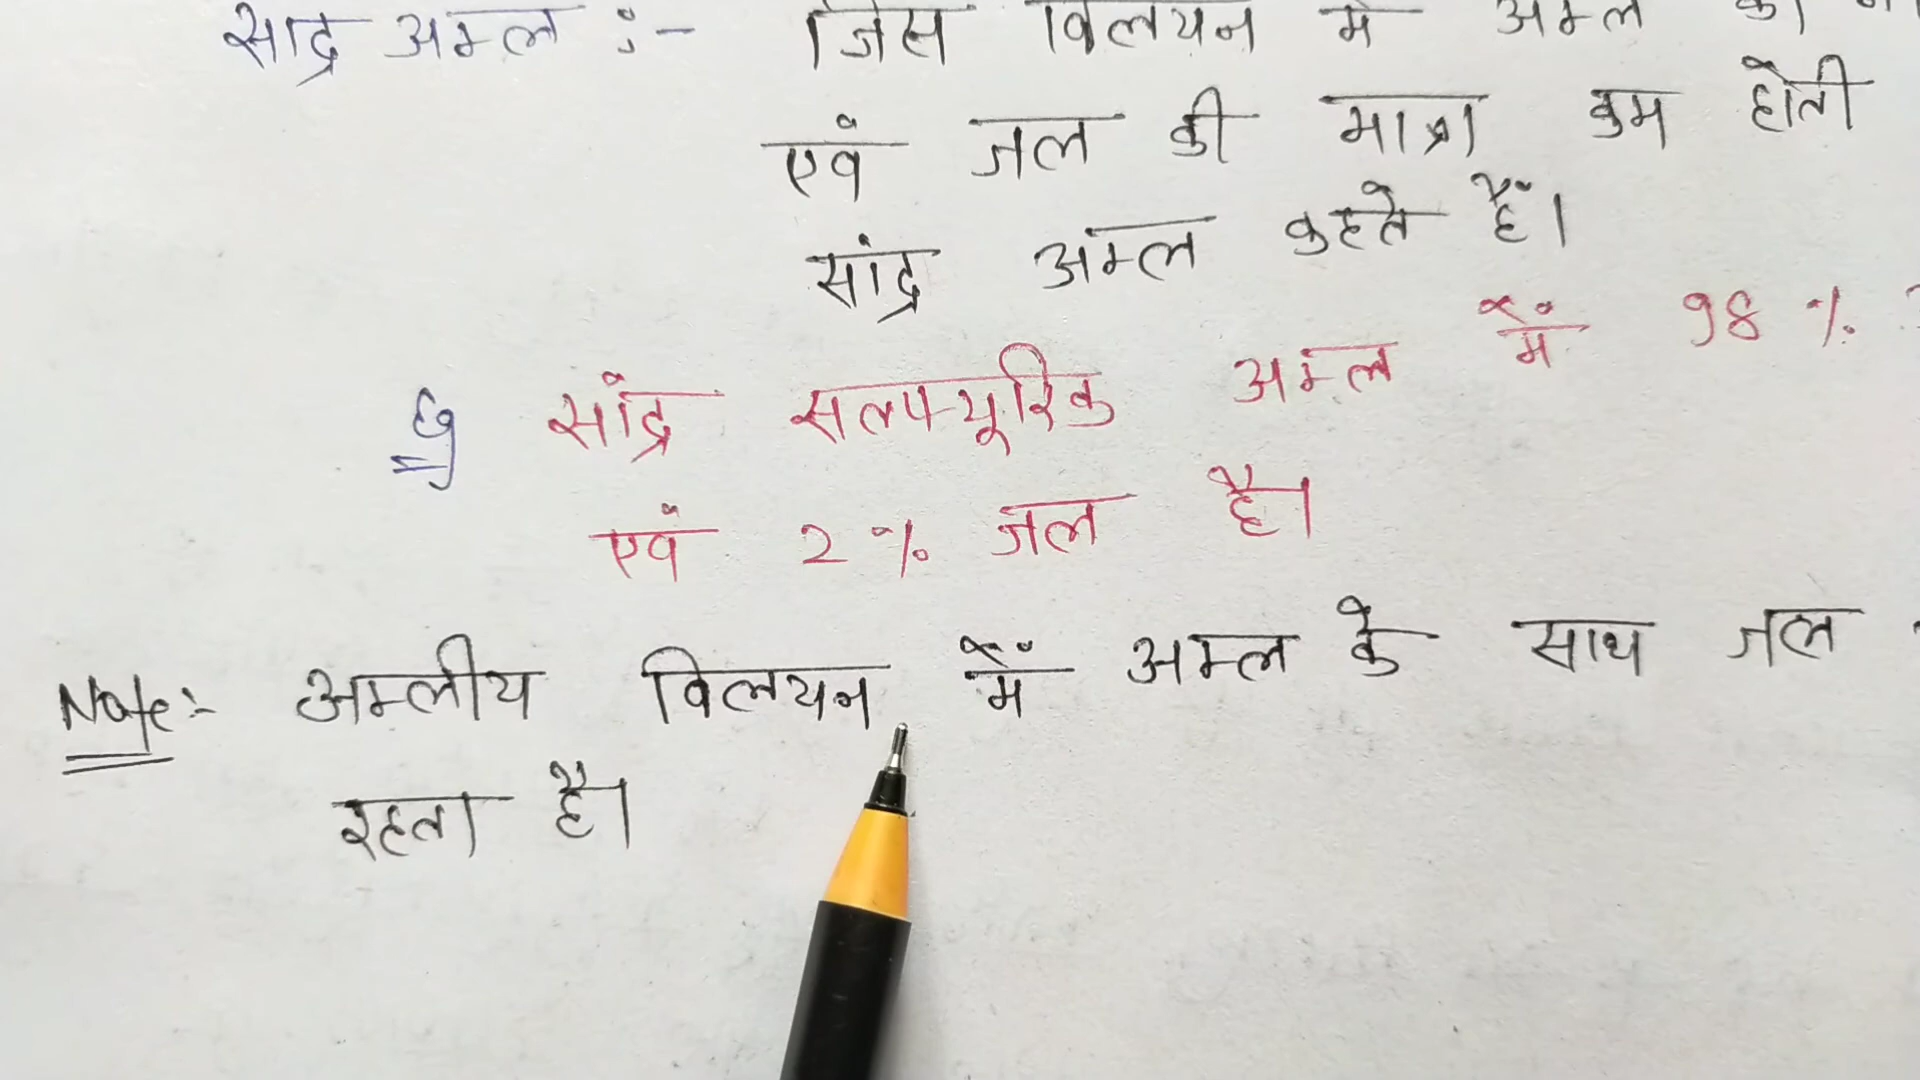 सांद्र अम्ल :- जिस विलयन में अम्ल की
एवं जल की मात्रा कम होती
सांद्र अम्ल कहते हैं।
eg सांद्र सल्फ्यूरिक अम्ल में 98 %
एवं 2% जल है।
Note:- अम्लीय विलयन में अम्ल के साथ जल
रहता है।